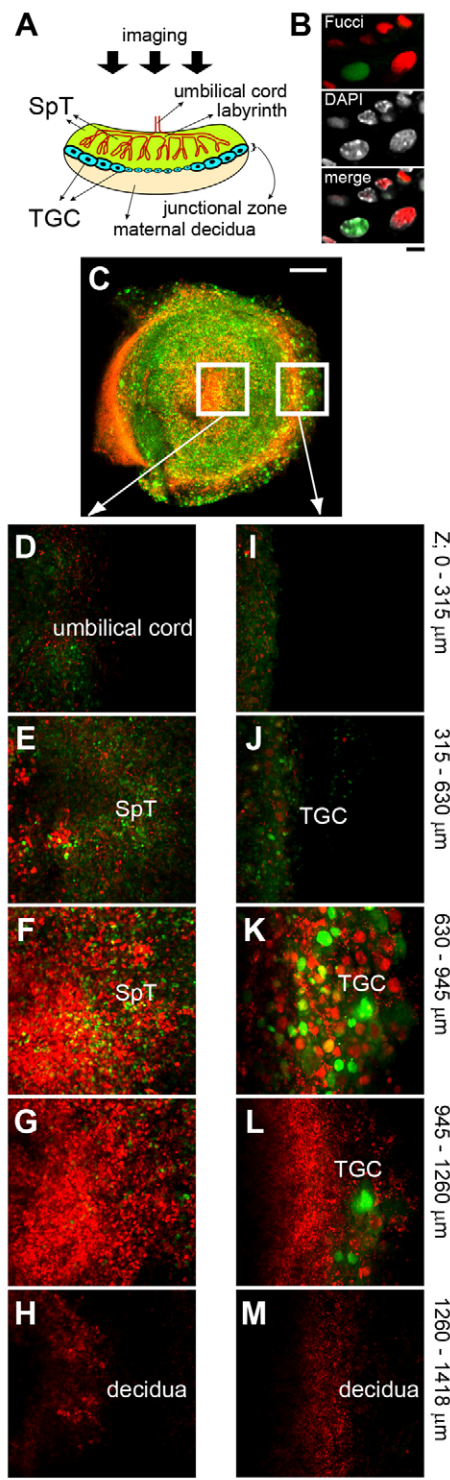 A
imaging
SpT
umbilical cord
labyrinth
TGC
junctional zone
maternal decidua
B
Fucci
DAPI
merge
C
D
umbilical cord
I
Z; 0 - 315 µm
E
SpT
J
TGC
315 - 630 µm
F
SpT
K
TGC
630 - 945 µm
G
L
TGC
945 - 1260 µm
H
decidua
M
decidua
1260 - 1418 µm